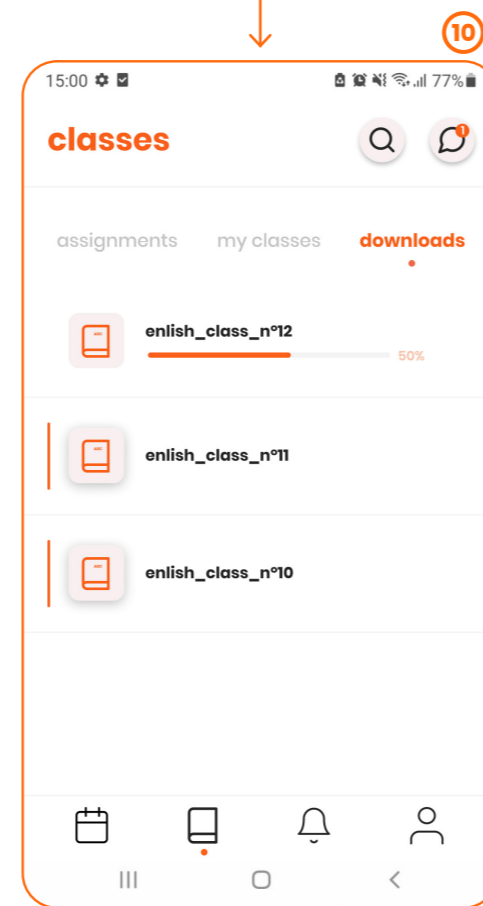 10
15:00 77%
classes
1
assignments my classes downloads
enlish_class_nº12
50%
enlish_class_nº11
enlish_class_nº10